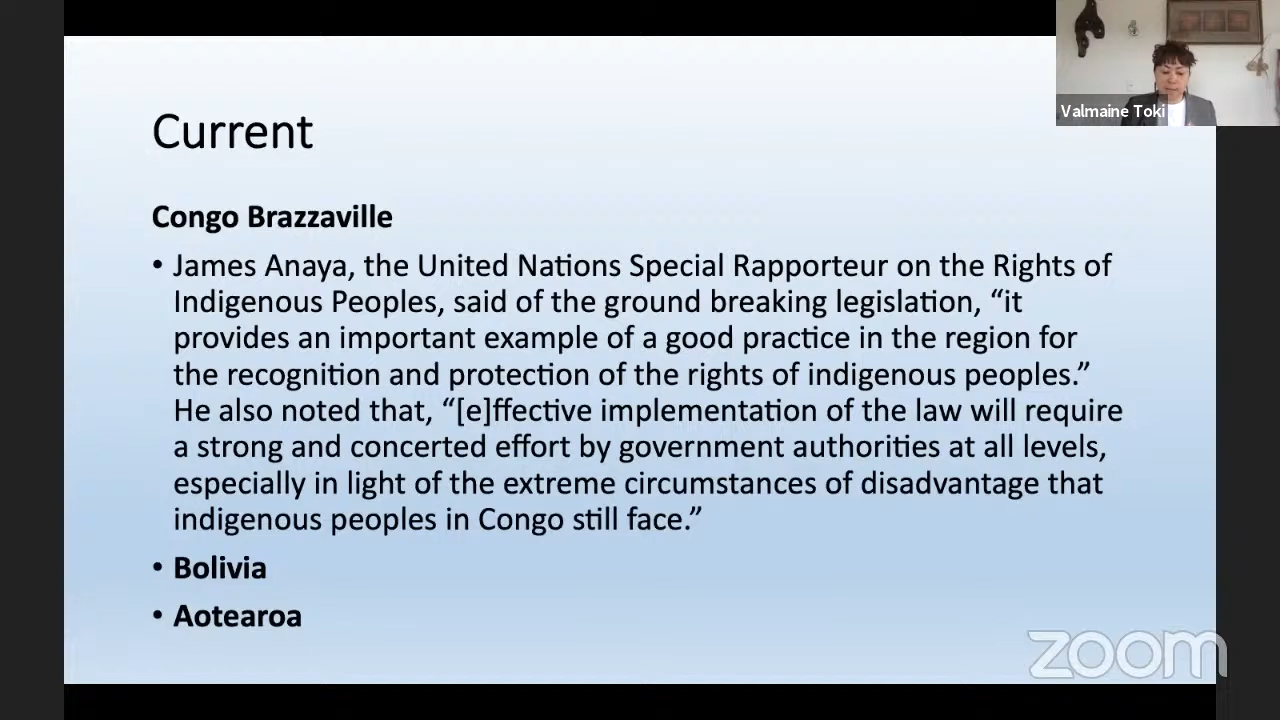 Valmaine Toki
Current
Congo Brazzaville
• James Anaya, the United Nations Special Rapporteur on the Rights of
Indigenous Peoples, said of the ground breaking legislation, “it
provides an important example of a good practice in the region for
the recognition and protection of the rights of indigenous peoples.”
He also noted that, “[e]ffective implementation of the law will require
a strong and concerted effort by government authorities at all levels,
especially in light of the extreme circumstances of disadvantage that
indigenous peoples in Congo still face.”
• Bolivia
• Aotearoa
zoom